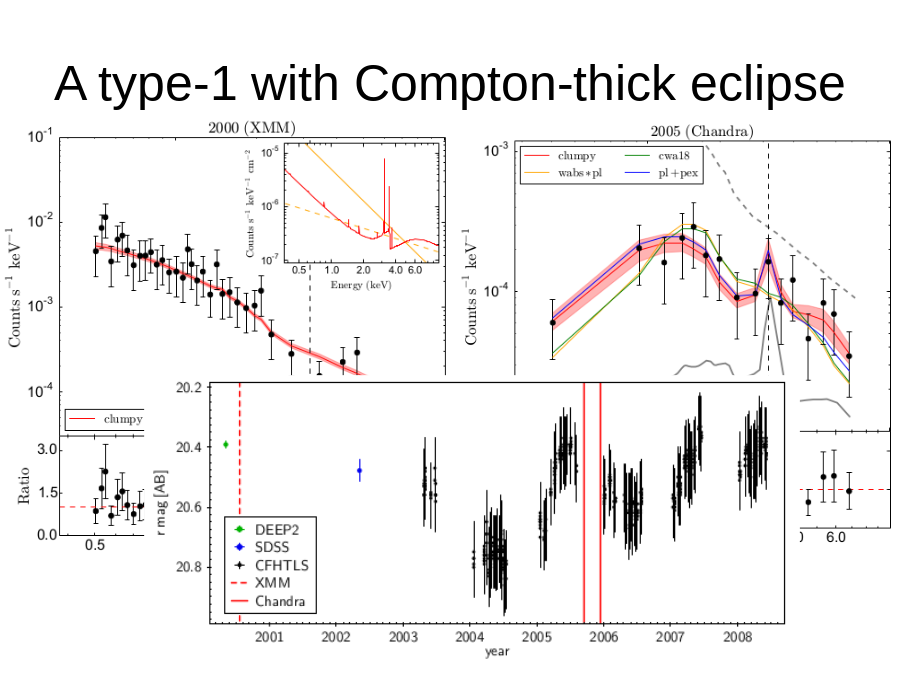 A type-1 with Compton-thick eclipse
2000 (XMM)
10⁻¹
10⁻²
10⁻³
10⁻⁴
Counts s⁻¹ keV⁻¹
10⁻⁵
10⁻⁶
10⁻⁷
Counts s⁻¹ keV⁻¹ cm⁻²
0.5 1.0 2.0 4.0 6.0
Energy (keV)
clumpy
3.0
1.5
0.0
Ratio
0.5
2005 (Chandra)
10⁻³
10⁻⁴
Counts s⁻¹ keV⁻¹
clumpy cwa18
wabs∗pl pl+pex
6.0
20.2
20.4
20.6
20.8
r mag [AB]
DEEP2
SDSS
CFHTLS
XMM
Chandra
2001 2002 2003 2004 2005 2006 2007 2008
year